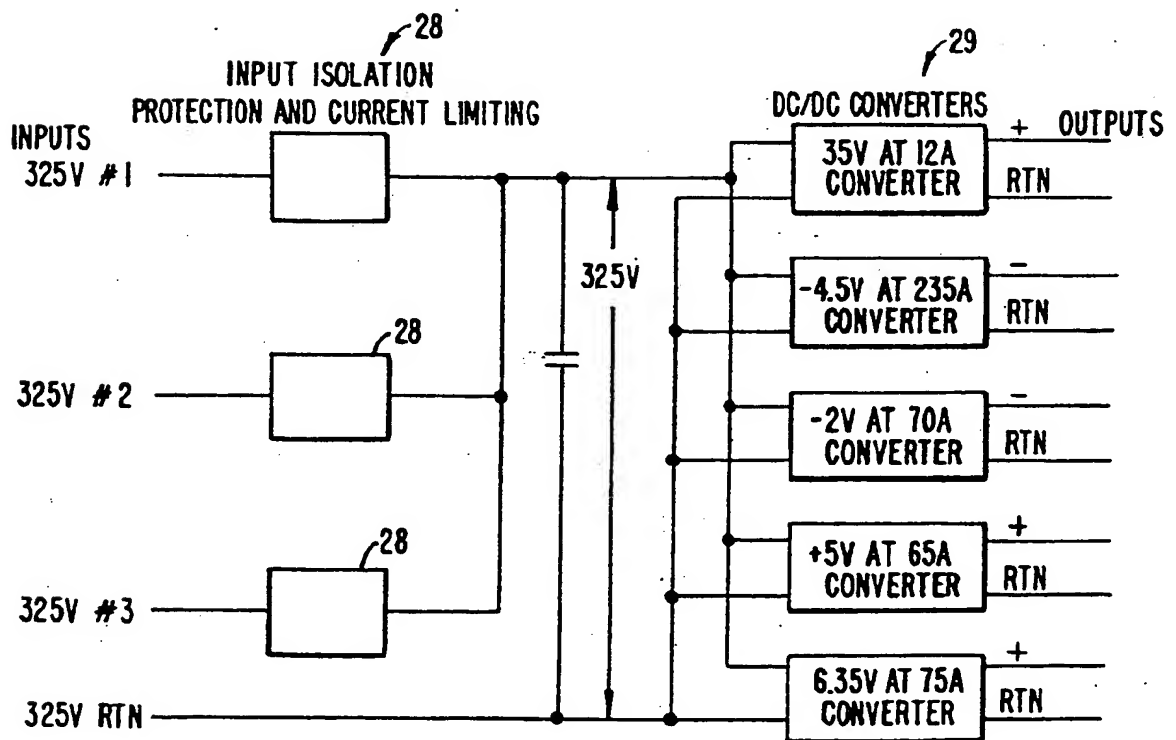 28
INPUT ISOLATION
PROTECTION AND CURRENT LIMITING
29
DC/DC CONVERTERS
INPUTS
OUTPUTS
325V #1
35V AT 12A
CONVERTER
+
RTN
325V
-4.5V AT 235A
CONVERTER
-
RTN
28
325V #2
-2V AT 70A
CONVERTER
-
RTN
28
325V #3
+5V AT 65A
CONVERTER
+
RTN
325V RTN
6.35V AT 75A
CONVERTER
+
RTN